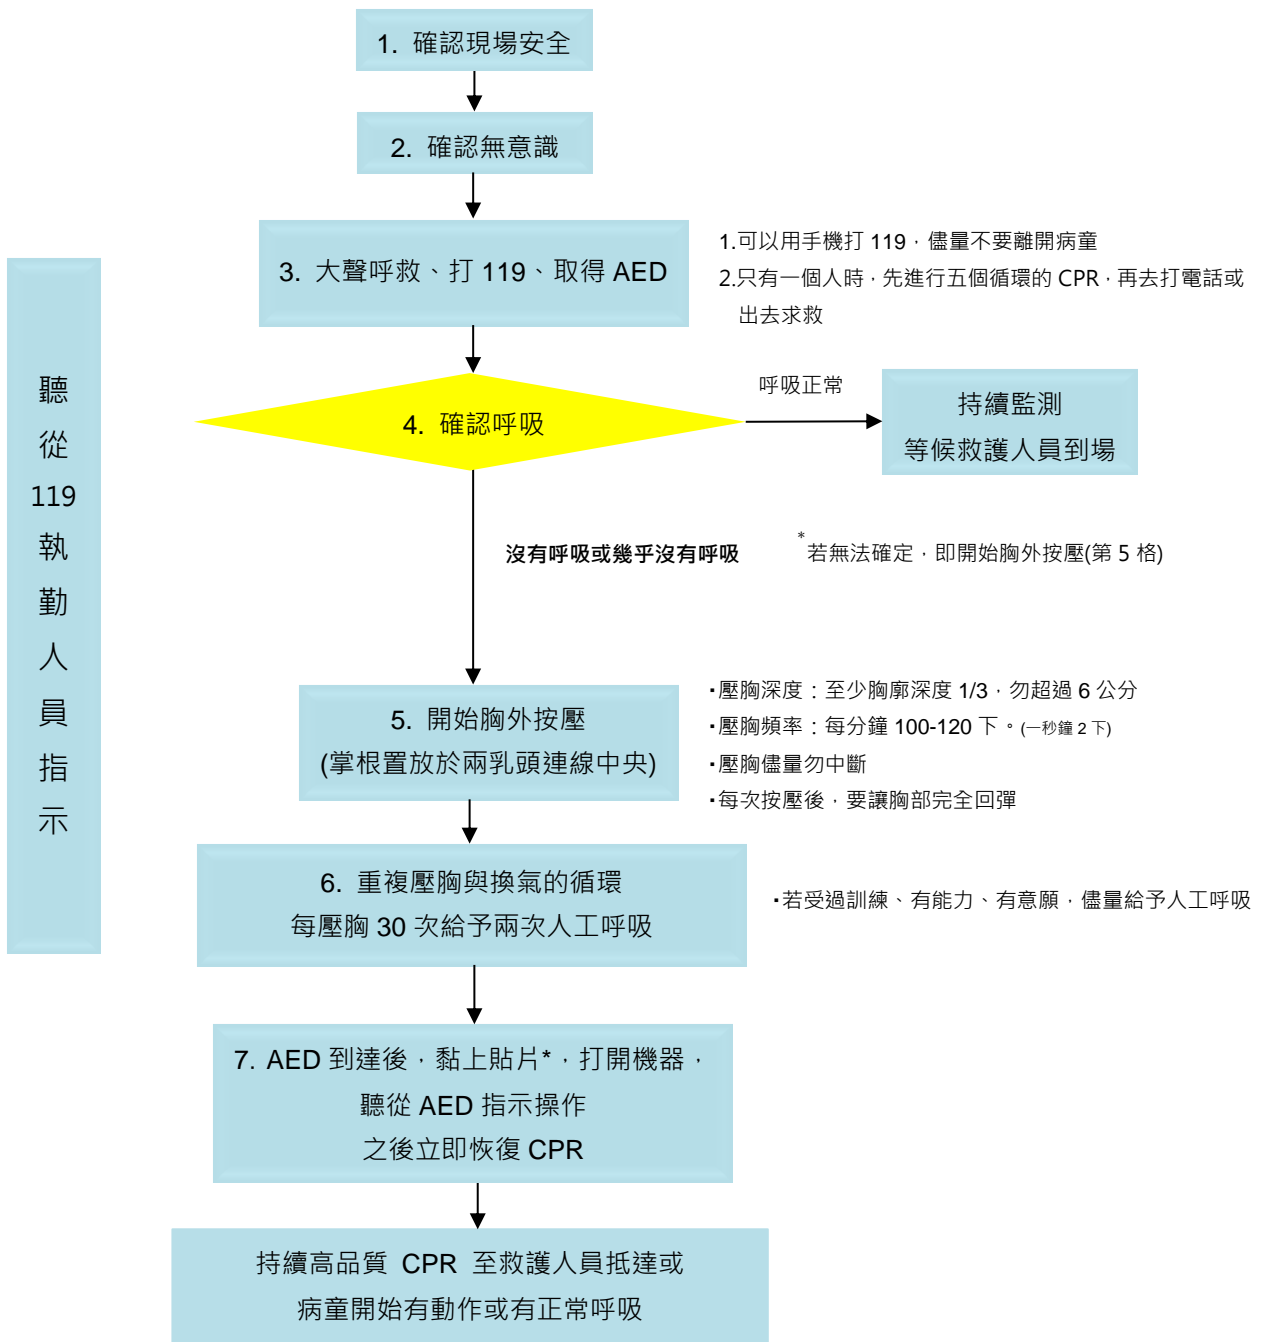 1. 確認現場安全
2. 確認無意識
3. 大聲呼救、打 119、取得 AED
1.可以用手機打 119，儘量不要離開病童
2.只有一個人時，先進行五個循環的 CPR，再去打電話或
出去求救
聽
從
119
執
勤
人
員
指
示
4. 確認呼吸
呼吸正常
持續監測
等候救護人員到場
沒有呼吸或幾乎沒有呼吸
*若無法確定，即開始胸外按壓(第 5 格)
5. 開始胸外按壓
(掌根置放於兩乳頭連線中央)
▪壓胸深度：至少胸廓深度 1/3，勿超過 6 公分
▪壓胸頻率：每分鐘 100-120 下。(一秒鐘 2 下)
▪壓胸儘量勿中斷
▪每次按壓後，要讓胸部完全回彈
6. 重複壓胸與換氣的循環
每壓胸 30 次給予兩次人工呼吸
▪若受過訓練、有能力、有意願，儘量給予人工呼吸
7. AED 到達後，黏上貼片*，打開機器，
聽從 AED 指示操作
之後立即恢復 CPR
持續高品質 CPR 至救護人員抵達或
病童開始有動作或有正常呼吸